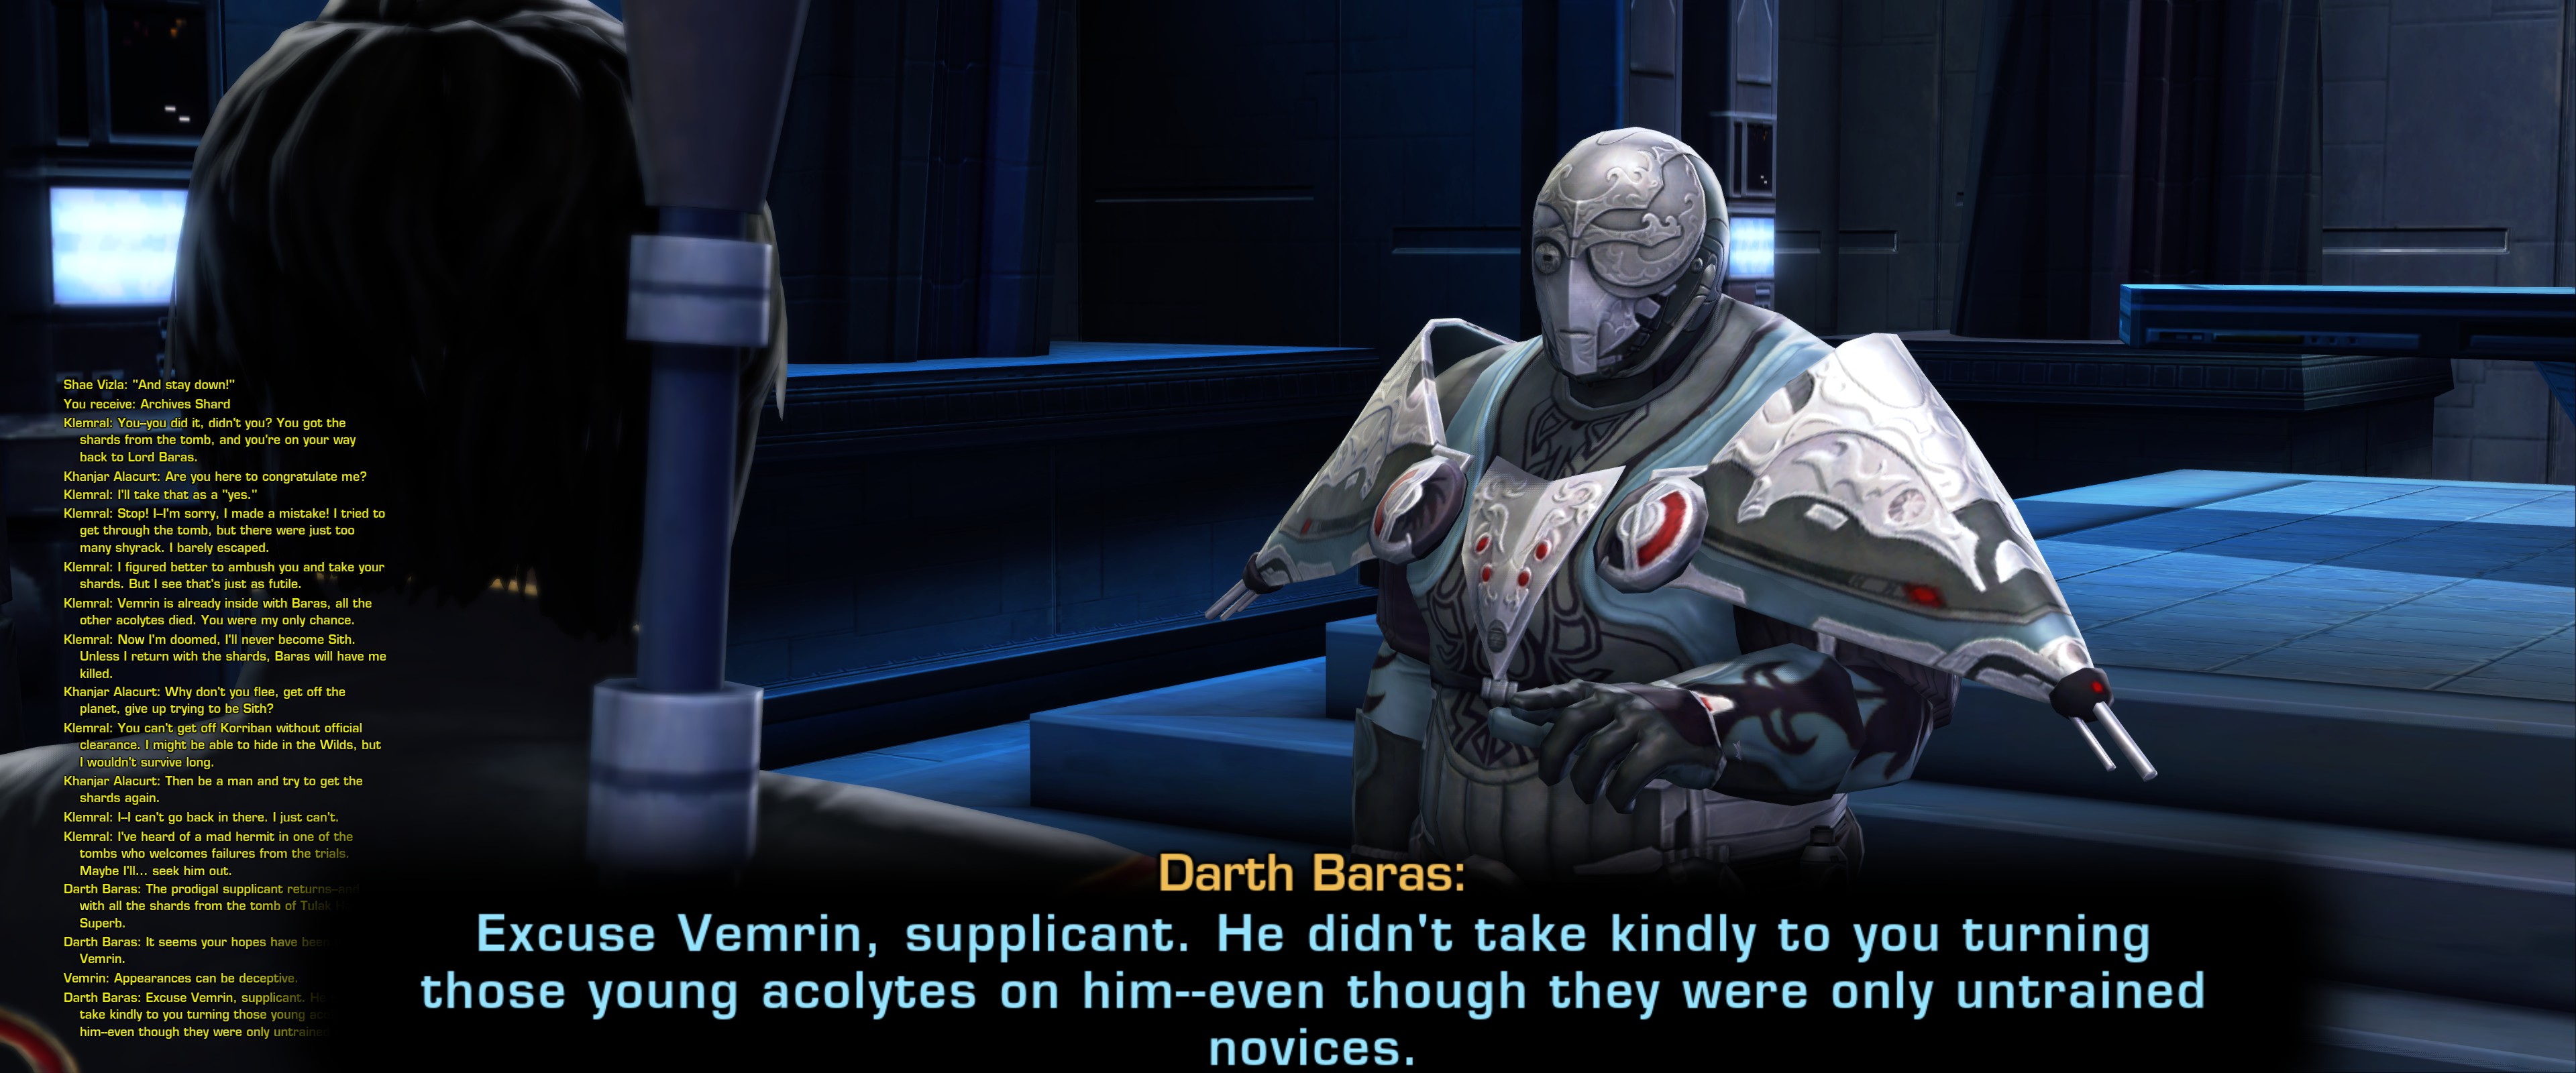 Shae Vizla: "And stay down!"
You receive: Archives Shard
Klemral: You–you did it, didn't you? You got the
shards from the tomb, and you're on your way
back to Lord Baras.
Khanjar Alacurt: Are you here to congratulate me?
Klemral: I'll take that as a "yes."
Klemral: Stop! I–I'm sorry, I made a mistake! I tried to
get through the tomb, but there were just too
many shyrack. I barely escaped.
Klemral: I figured better to ambush you and take your
shards. But I see that's just as futile.
Klemral: Vemrin is already inside with Baras, all the
other acolytes died. You were my only chance.
Klemral: Now I'm doomed, I'll never become Sith.
Unless I return with the shards, Baras will have me
killed.
Khanjar Alacurt: Why don't you flee, get off the
planet, give up trying to be Sith?
Klemral: You can't get off Korriban without official
clearance. I might be able to hide in the Wilds, but
I wouldn't survive long.
Khanjar Alacurt: Then be a man and try to get the
shards again.
Klemral: I–I can't go back in there. I just can't.
Klemral: I've heard of a mad hermit in one of the
tombs who welcomes failures from the trials.
Maybe I'll... seek him out.
Darth Baras: The prodigal supplicant returns–and
with all the shards from the tomb of Tulak
Superb.
Darth Baras: It seems your hopes have been
Vemrin.
Vemrin: Appearances can be deceptive.
Darth Baras: Excuse Vemrin, supplicant. He
take kindly to you turning those young
him–even though they were only untrained
Darth Baras:
Excuse Vemrin, supplicant. He didn't take kindly to you turning
those young acolytes on him--even though they were only untrained
novices.